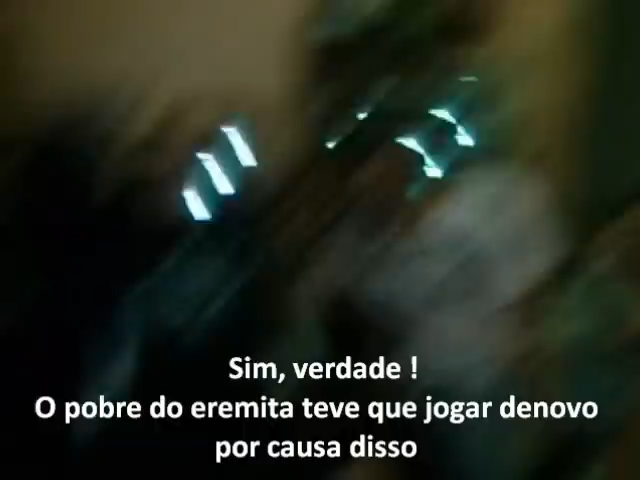 Sim, verdade !
O pobre do eremita teve que jogar denovo
por causa disso